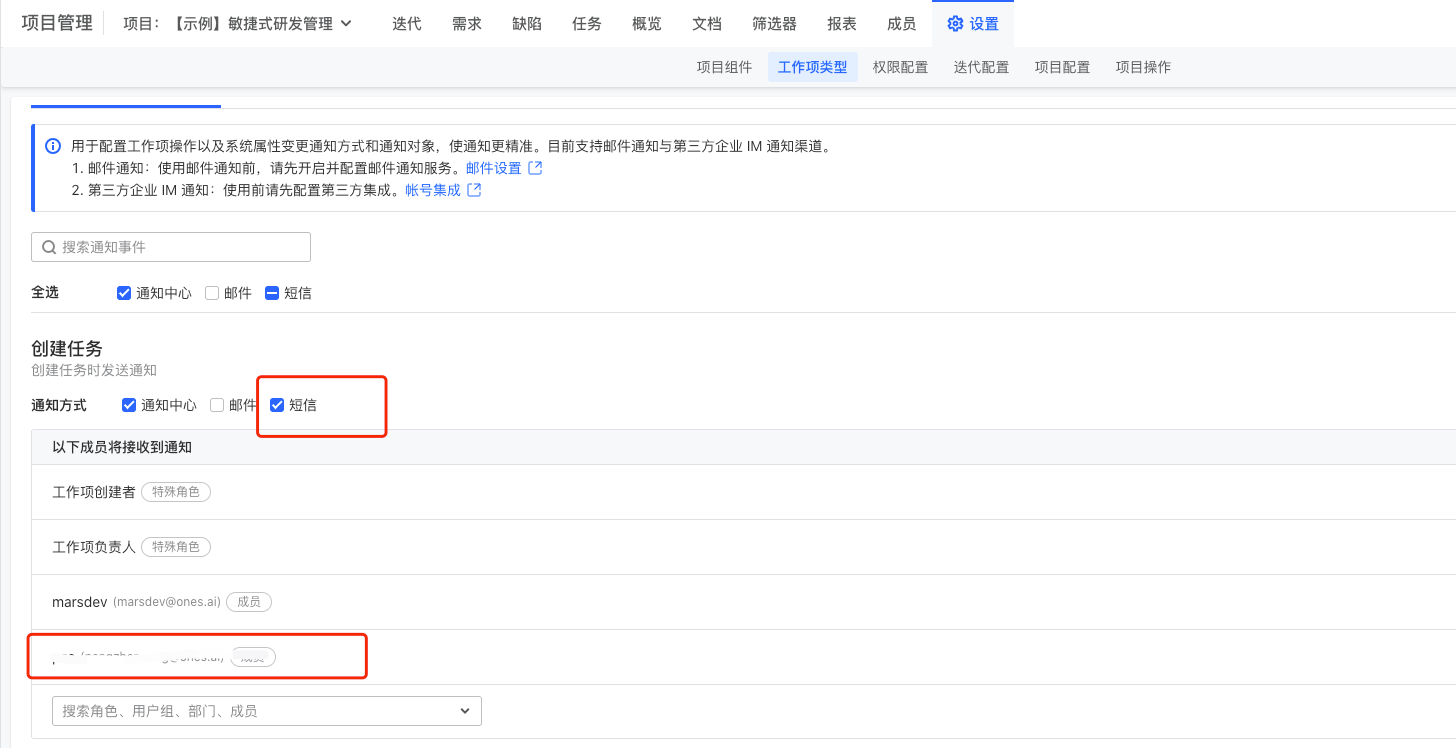 项目管理 项目：【示例】敏捷式研发管理 迭代 需求 缺陷 任务 概览 文档 筛选器 报表 成员 设置
项目组件 工作项类型 权限配置 迭代配置 项目配置 项目操作
用于配置工作项操作以及系统属性变更通知方式和通知对象，使通知更精准。目前支持邮件通知与第三方企业 IM 通知渠道。
1. 邮件通知：使用邮件通知前，请先开启并配置邮件通知服务。邮件设置
2. 第三方企业 IM 通知：使用前请先配置第三方集成。帐号集成
搜索通知事件
全选 通知中心 邮件 短信
创建任务
创建任务时发送通知
通知方式 通知中心 邮件 短信
以下成员将接收到通知
工作项创建者 特殊角色
工作项负责人 特殊角色
marsdev (marsdev@ones.ai) 成员
搜索角色、用户组、部门、成员